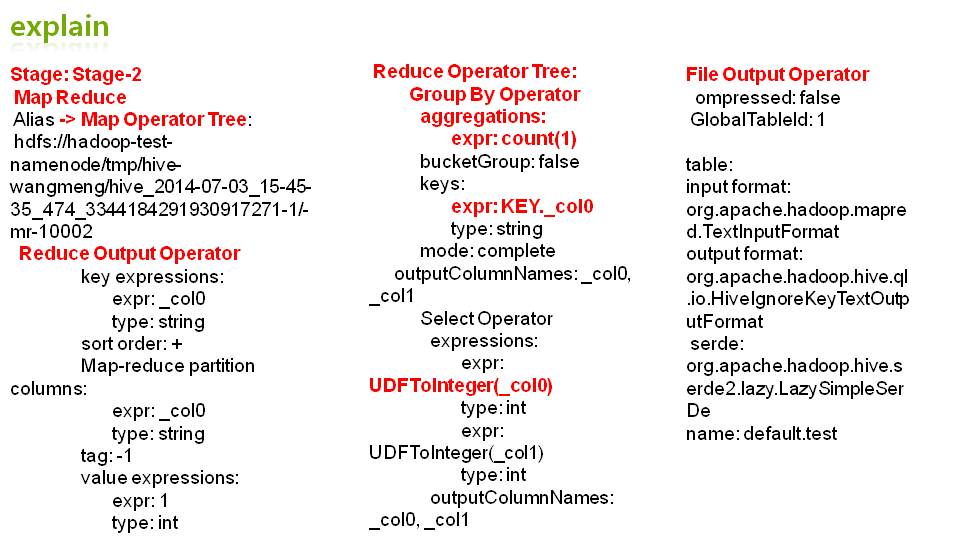 explain
Stage: Stage-2
Map Reduce
Alias -> Map Operator Tree:
hdfs://hadoop-test-
namenode/tmp/hive-
wangmeng/hive_2014-07-03_15-45-
35_474_3344184291930917271-1/-
mr-10002
Reduce Output Operator
key expressions:
expr: _col0
type: string
sort order: +
Map-reduce partition
columns:
expr: _col0
type: string
tag: -1
value expressions:
expr: 1
type: int
Reduce Operator Tree:
Group By Operator
aggregations:
expr: count(1)
bucketGroup: false
keys:
expr: KEY._col0
type: string
mode: complete
outputColumnNames: _col0,
_col1
Select Operator
expressions:
expr:
UDFToInteger(_col0)
type: int
expr:
UDFToInteger(_col1)
type: int
outputColumnNames:
_col0, _col1
File Output Operator
ompressed: false
GlobalTableId: 1
table:
input format:
org.apache.hadoop.mapre
d.TextInputFormat
output format:
org.apache.hadoop.hive.ql
.io.HiveIgnoreKeyTextOutp
utFormat
serde:
org.apache.hadoop.hive.s
erde2.lazy.LazySimpleSer
De
name: default.test